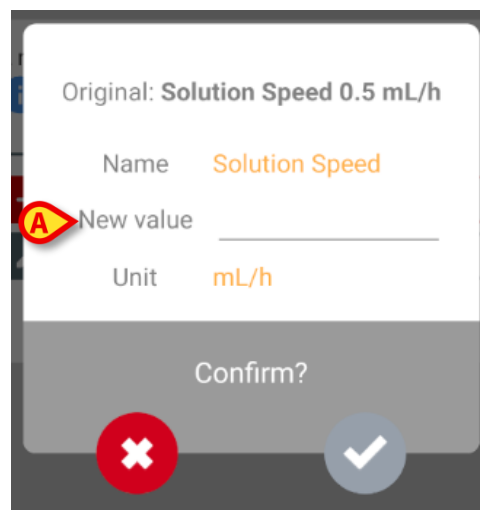 Original: Solution Speed 0.5 mL/h
Name Solution Speed
A New value
Unit mL/h
Confirm?